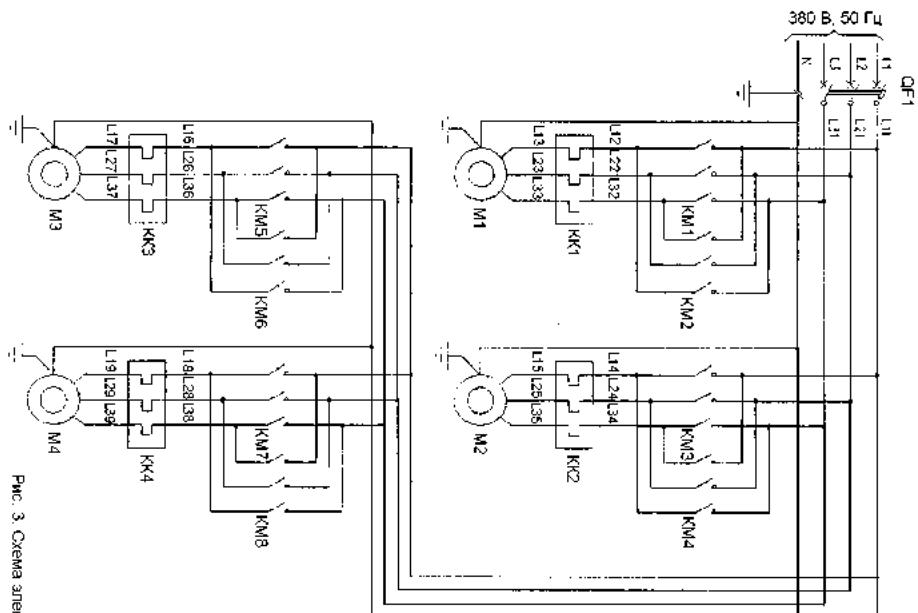 380 В, 50 Гц
QF1
L1
L2
L3
N
L11
L21
L31
L12
L22
L32
KM1
KM2
L13
L23
L33
KK1
M1
L14
L24
L34
KM3
KM4
L15
L25
L35
KK2
M2
L16
L26
L36
KM5
KM6
L17
L27
L37
KK3
M3
L18
L28
L38
KM7
KM8
L19
L29
L39
KK4
M4
Рис. 3. Схема элек